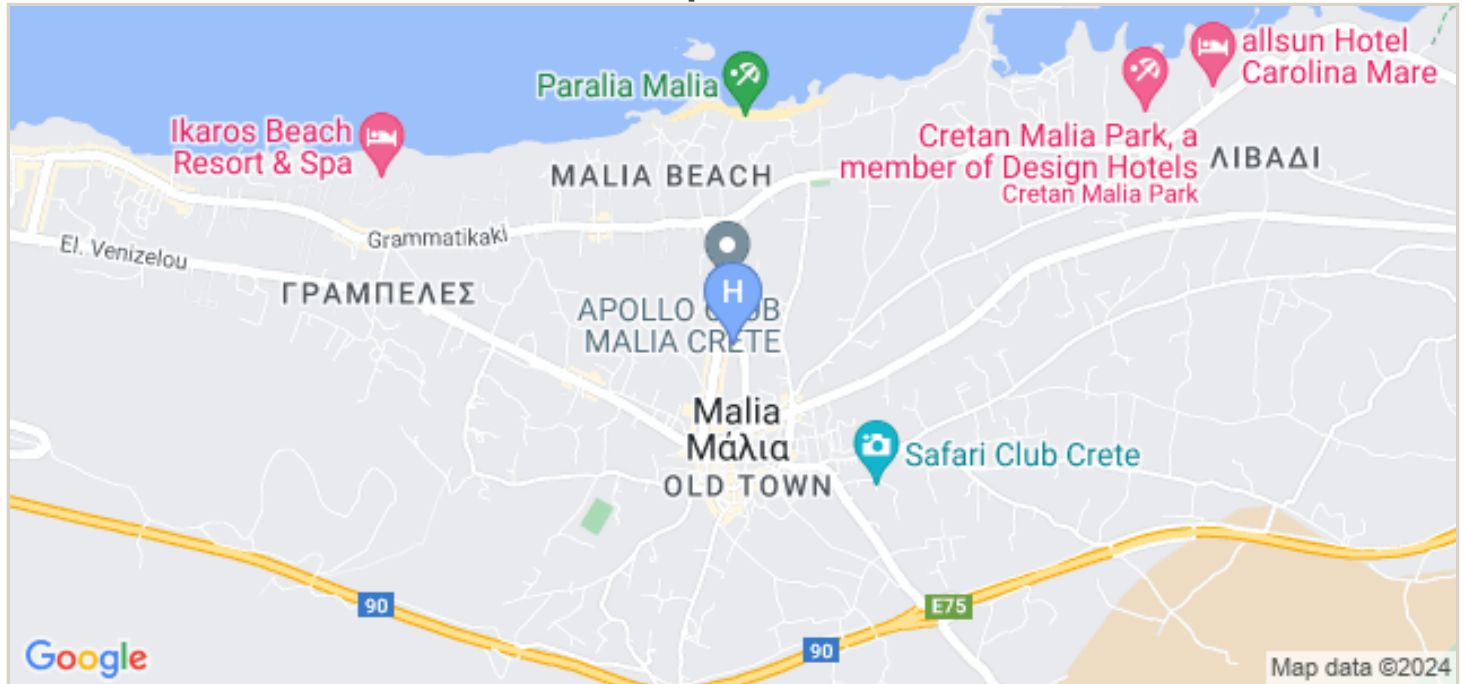 allsun Hotel
Carolina Mare
Paralia Malia
Ikaros Beach
Resort & Spa
Cretan Malia Park, a
member of Design Hotels
Cretan Malia Park
ΛΙΒΑΔΙ
MALIA BEACH
Grammatikaki
El. Venizelou
ΓΡΑΜΠΕΛΕΣ
H
APOLLO CLUB
MALIA CRETE
Malia
Μάλια
OLD TOWN
Safari Club Crete
90
E75
90
Google
Map data ©2024